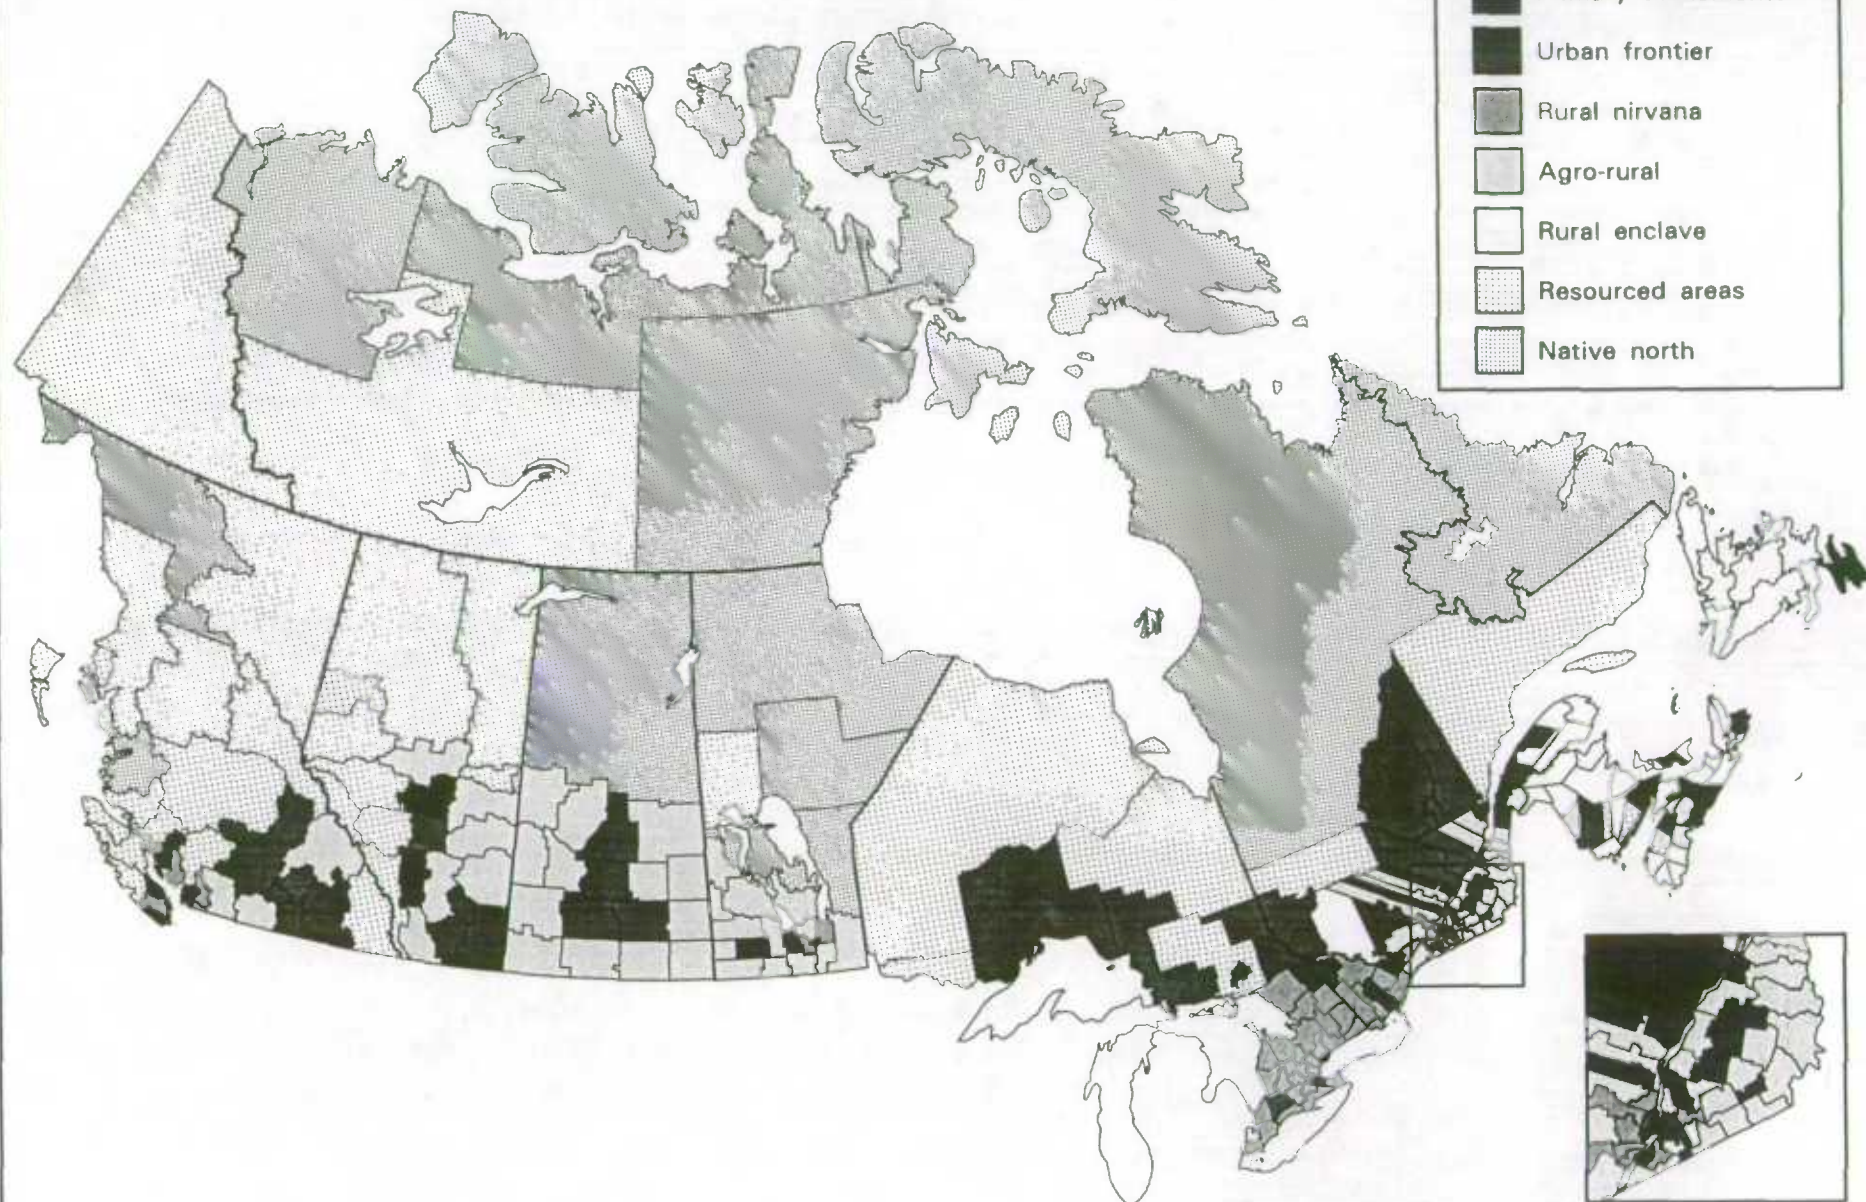 Urban frontier
Rural nirvana
Agro-rural
Rural enclave
Resourced areas
Native north